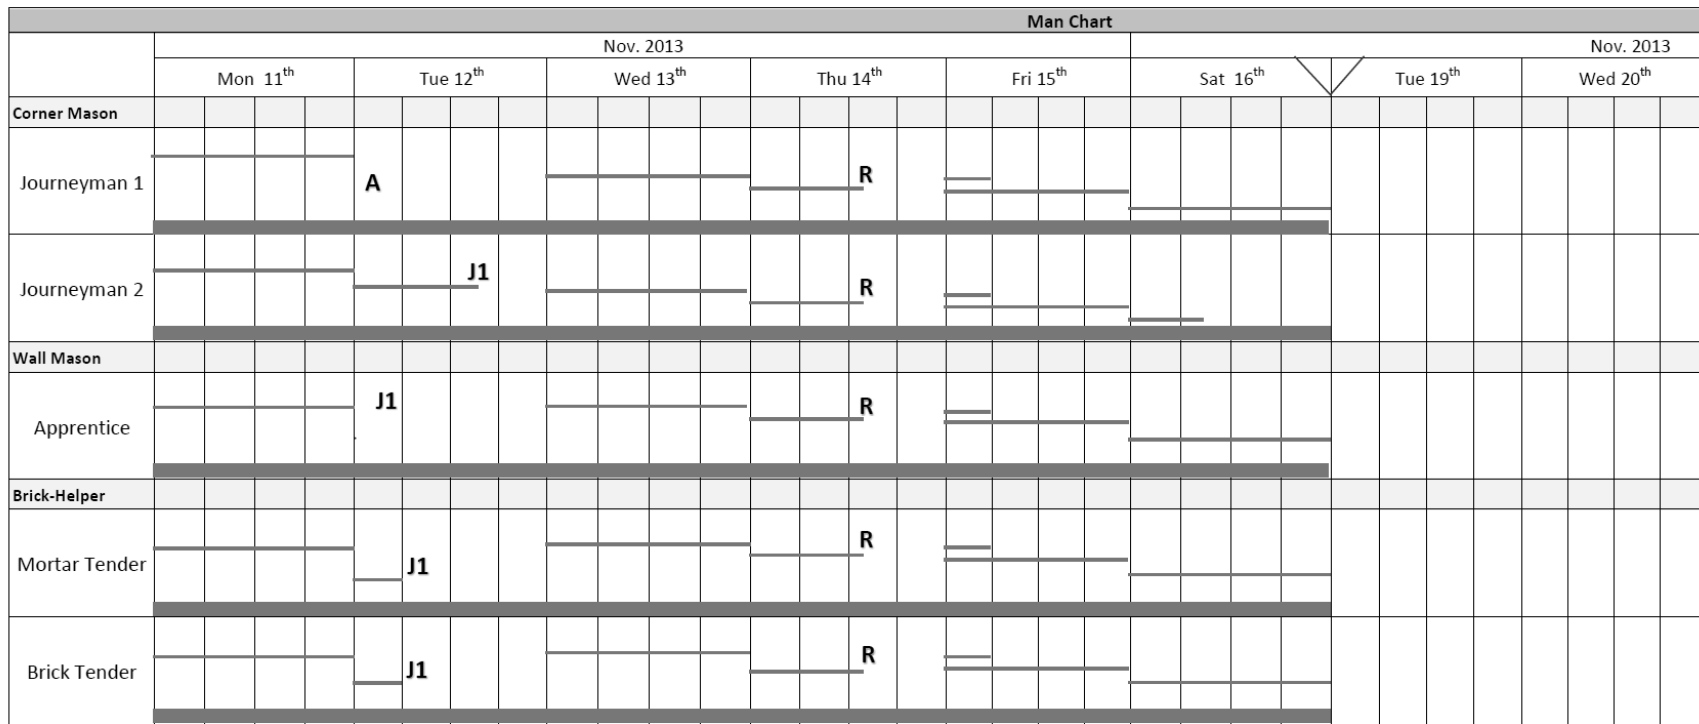 Man Chart
Nov. 2013 Nov. 2013
Mon 11th Tue 12th Wed 13th Thu 14th Fri 15th Sat 16th Tue 19th Wed 20th
Corner Mason
Journeyman 1 A R
Journeyman 2 J1 R
Wall Mason
Apprentice J1 R
Brick-Helper
Mortar Tender J1 R
Brick Tender J1 R